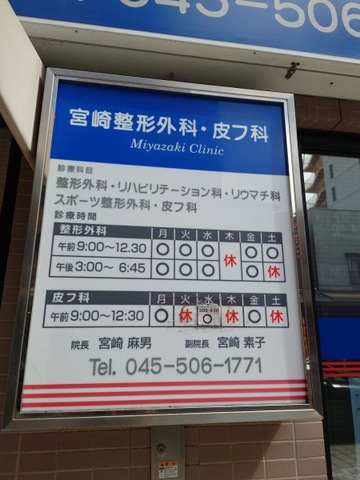 045-506
宮崎整形外科・皮フ科
Miyazaki Clinic
診療科目
整形外科・リハビリテーション科・リウマチ科
スポーツ整形外科・皮フ科
診療時間
整形外科 月 火 水 木 金 土
午前 9:00〜12.30 ○ ○ ○ 休 ○ ○
午後 3:00〜 6:45 ○ ○ ○ ○ 休
皮フ科 月 火 水 木 金 土
午前 9:00〜12:30 ○ 休 ○ 休 ○ 休
院長 宮崎 麻男 副院長 宮崎 素子
Tel. 045-506-1771